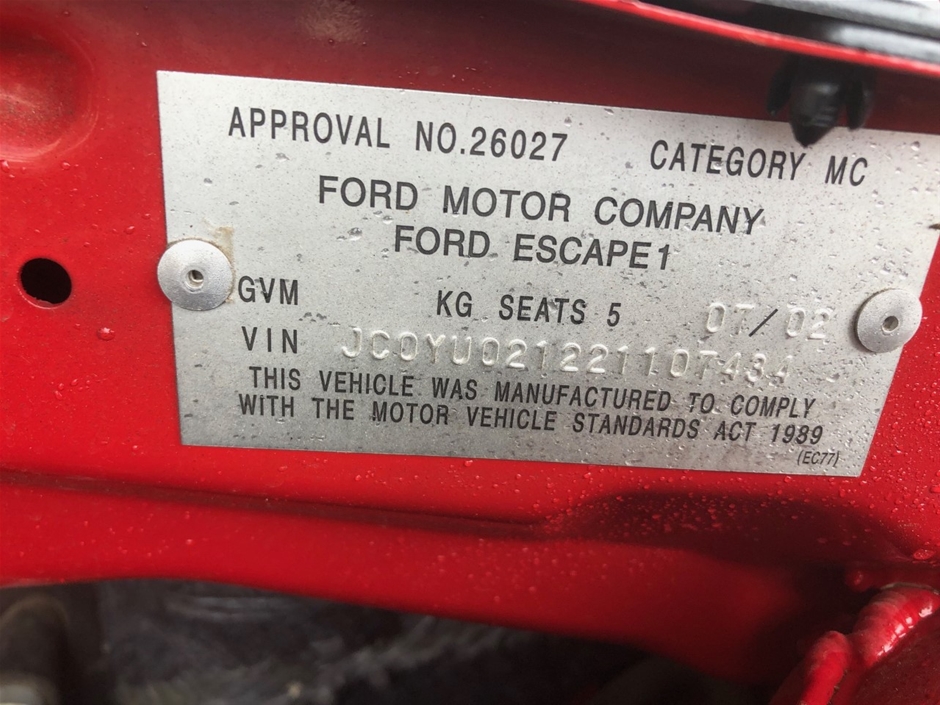 APPROVAL NO.26027 CATEGORY MC
FORD MOTOR COMPANY
FORD ESCAPE1
GVM KG SEATS 5 07/02
VIN JC0YU02122110T434
THIS VEHICLE WAS MANUFACTURED TO COMPLY
WITH THE MOTOR VEHICLE STANDARDS ACT 1989
(EC77)